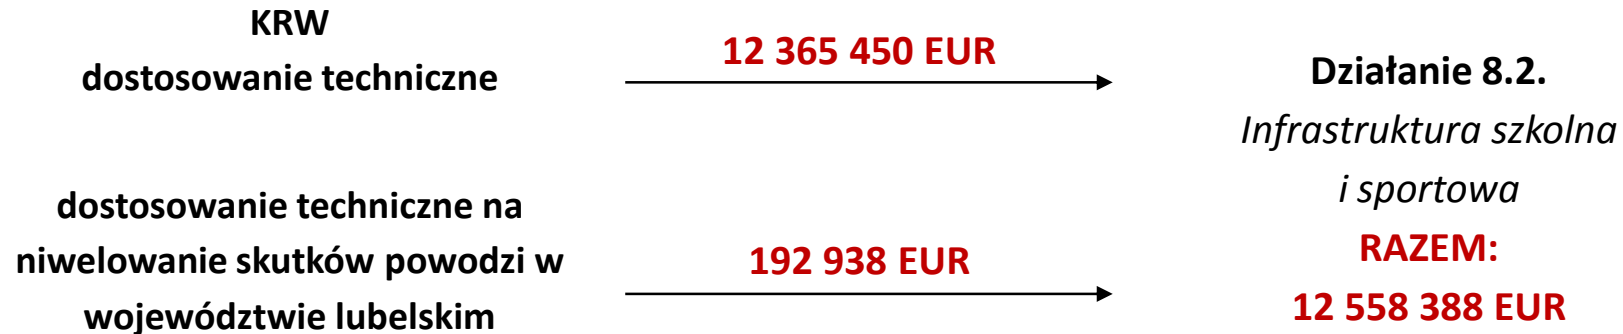 KRW
dostosowanie techniczne
12 365 450 EUR
dostosowanie techniczne na
niwelowanie skutków powodzi w
województwie lubelskim
192 938 EUR
Działanie 8.2.
Infrastruktura szkolna
i sportowa
RAZEM:
12 558 388 EUR